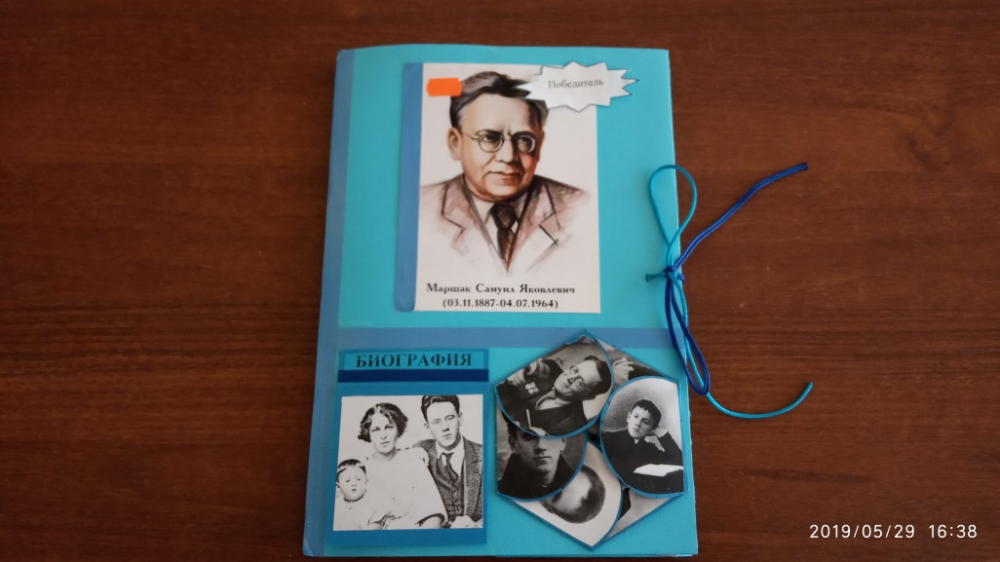 Победитель
Маршак Самуил Яковлевич
(03.11.1887-04.07.1964)
БИОГРАФИЯ
2019/05/29 16:38